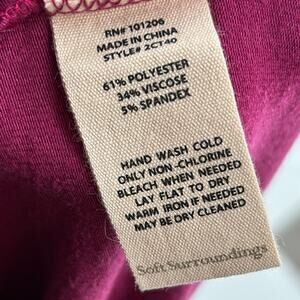 RN# 101206
MADE IN CHINA
STYLE# 2CT40
61% POLYESTER
34% VISCOSE
5% SPANDEX
HAND WASH COLD
ONLY NON-CHLORINE
BLEACH WHEN NEEDED
LAY FLAT TO DRY
WARM IRON IF NEEDED
MAY BE DRY CLEANED
Soft Surroundings